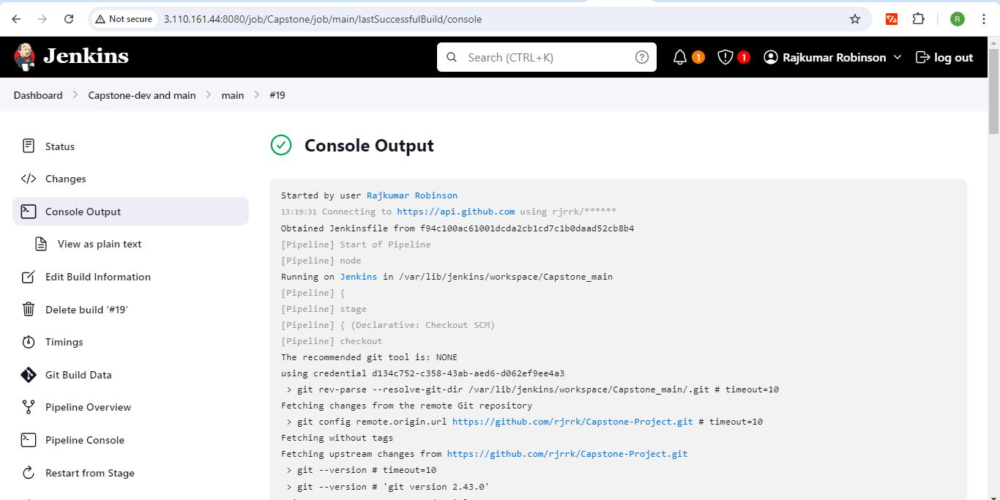 Not secure 3.110.161.44:8080/job/Capstone/job/main/lastSuccessfulBuild/console R
Jenkins Search (CTRL+K) ? 1 1 Rajkumar Robinson log out
Dashboard > Capstone-dev and main > main > #19
Status
Changes
Console Output
View as plain text
Edit Build Information
Delete build ‘#19’
Timings
Git Build Data
Pipeline Overview
Pipeline Console
Restart from Stage
Console Output
Started by user Rajkumar Robinson
13:19:31 Connecting to https://api.github.com using rjrrk/******
Obtained Jenkinsfile from f94c100ac61001dcda2cb1cd7c1b0daad52cb8b4
[Pipeline] Start of Pipeline
[Pipeline] node
Running on Jenkins in /var/lib/jenkins/workspace/Capstone_main
[Pipeline] {
[Pipeline] stage
[Pipeline] { (Declarative: Checkout SCM)
[Pipeline] checkout
The recommended git tool is: NONE
using credential d134c752-c358-43ab-aed6-d062ef9ee4a3
> git rev-parse --resolve-git-dir /var/lib/jenkins/workspace/Capstone_main/.git # timeout=10
Fetching changes from the remote Git repository
> git config remote.origin.url https://github.com/rjrrk/Capstone-Project.git # timeout=10
Fetching without tags
Fetching upstream changes from https://github.com/rjrrk/Capstone-Project.git
> git --version # timeout=10
> git --version # 'git version 2.43.0'